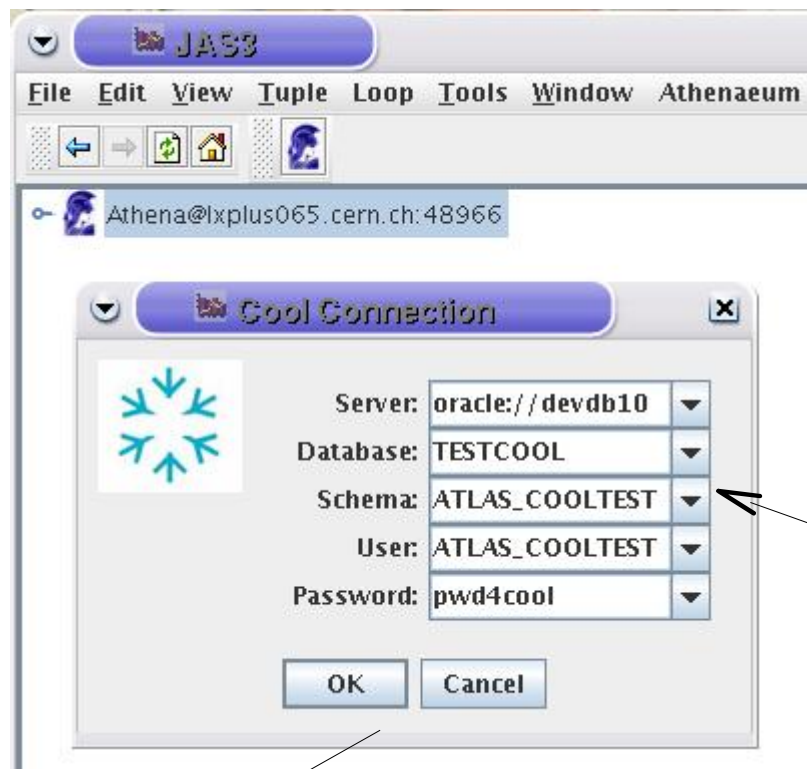 JAS3
File Edit View Tuple Loop Tools Window Athenaeum
Athena@lxplus065.cern.ch:48966
Cool Connection
Server: oracle://devdb10
Database: TESTCOOL
Schema: ATLAS_COOLTEST
User: ATLAS_COOLTEST
Password: pwd4cool
OK Cancel